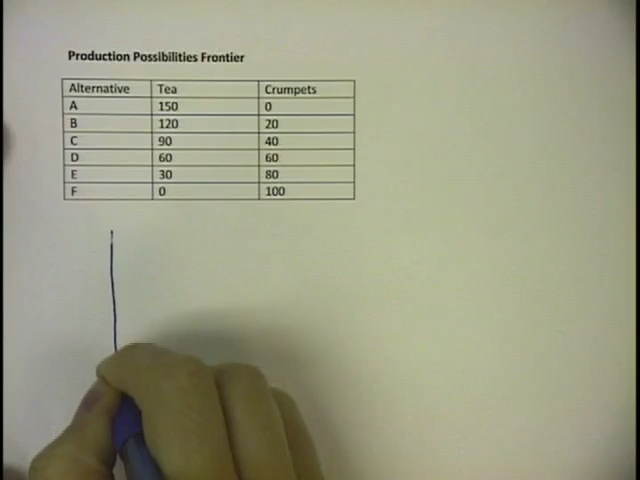 Production Possibilities Frontier
Alternative Tea Crumpets
A 150 0
B 120 20
C 90 40
D 60 60
E 30 80
F 0 100